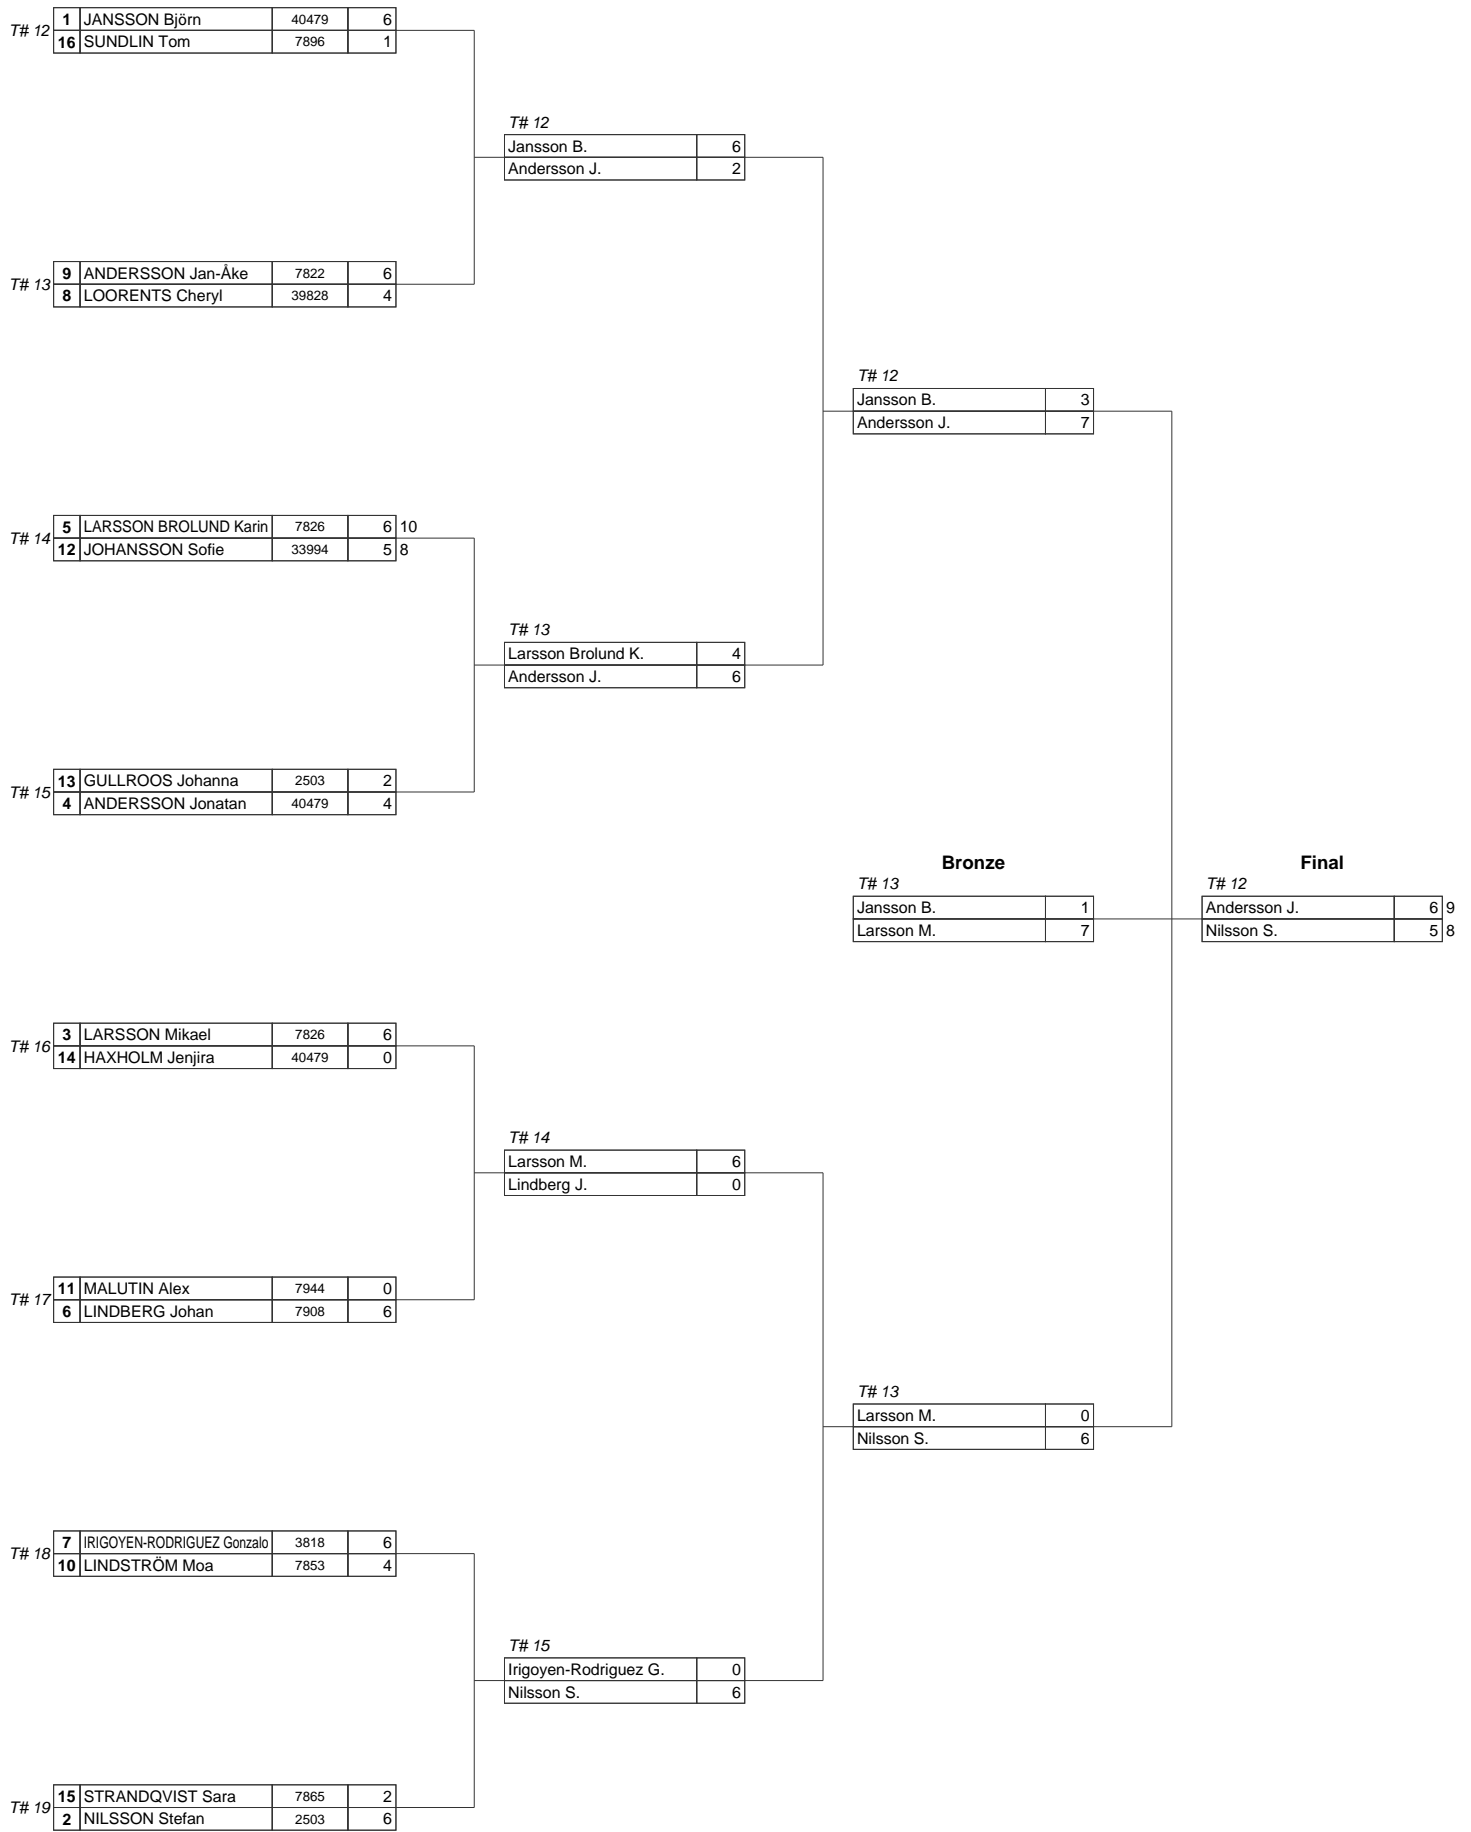 T# 12
1 JANSSON Björn 40479 6
16 SUNDLIN Tom 7896 1
T# 12
Jansson B. 6
Andersson J. 2
T# 13
9 ANDERSSON Jan-Åke 7822 6
8 LOORENTS Cheryl 39828 4
T# 12
Jansson B. 3
Andersson J. 7
T# 14
5 LARSSON BROLUND Karin 7826 6 10
12 JOHANSSON Sofie 33994 5 8
T# 13
Larsson Brolund K. 4
Andersson J. 6
T# 15
13 GULLROOS Johanna 2503 2
4 ANDERSSON Jonatan 40479 4
Bronze
T# 13
Jansson B. 1
Larsson M. 7
Final
T# 12
Andersson J. 6 9
Nilsson S. 5 8
T# 16
3 LARSSON Mikael 7826 6
14 HAXHOLM Jenjira 40479 0
T# 14
Larsson M. 6
Lindberg J. 0
T# 17
11 MALUTIN Alex 7944 0
6 LINDBERG Johan 7908 6
T# 13
Larsson M. 0
Nilsson S. 6
T# 18
7 IRIGOYEN-RODRIGUEZ Gonzalo 3818 6
10 LINDSTRÖM Moa 7853 4
T# 15
Irigoyen-Rodriguez G. 0
Nilsson S. 6
T# 19
15 STRANDQVIST Sara 7865 2
2 NILSSON Stefan 2503 6